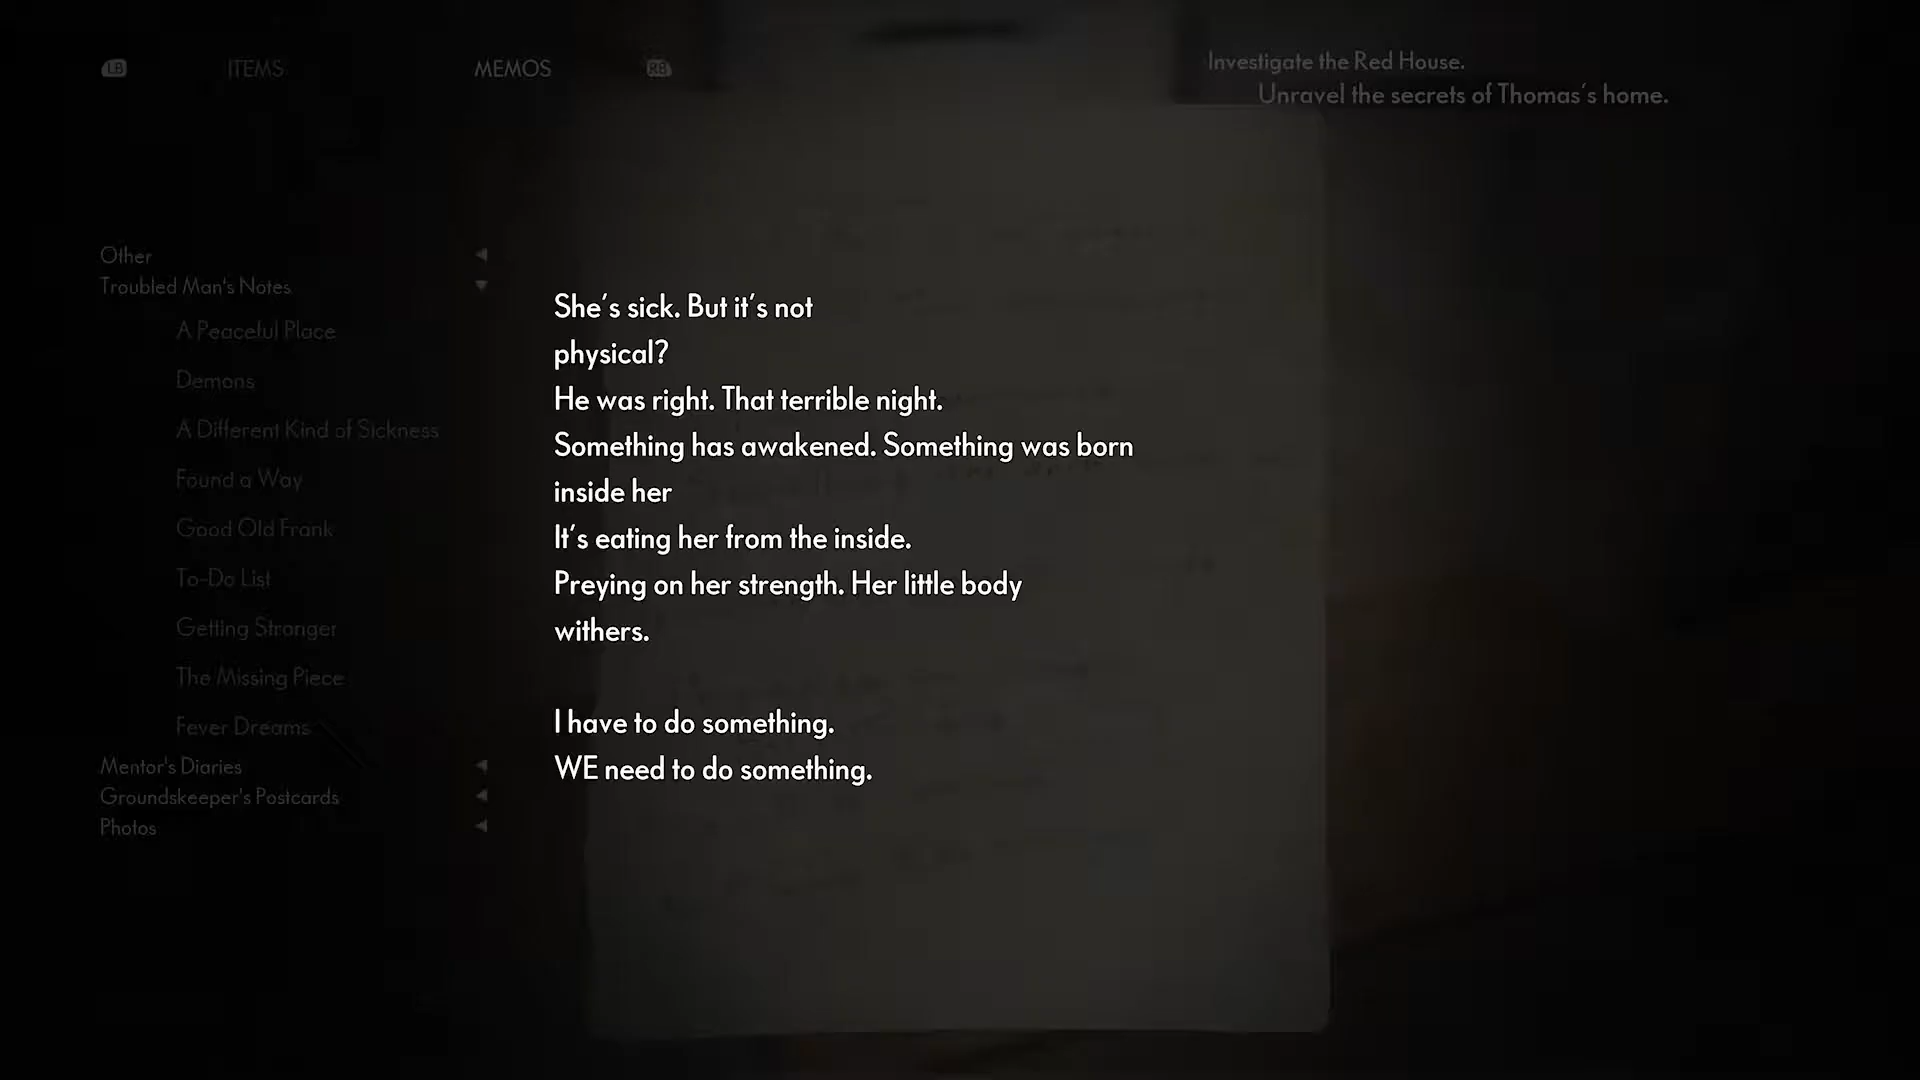 LB
ITEMS
MEMOS
RB
Investigate the Red House.
Unravel the secrets of Thomas's home.
Other
Troubled Man's Notes
A Peaceful Place
Demons
A Different Kind of Sickness
Found a Way
Good Old Frank
To-Do List
Getting Stronger
The Missing Piece
Fever Dreams
Mentor's Diaries
Groundskeeper's Postcards
Photos
She's sick. But it's not
physical?
He was right. That terrible night.
Something has awakened. Something was born
inside her
It's eating her from the inside.
Preying on her strength. Her little body
withers.
I have to do something.
WE need to do something.